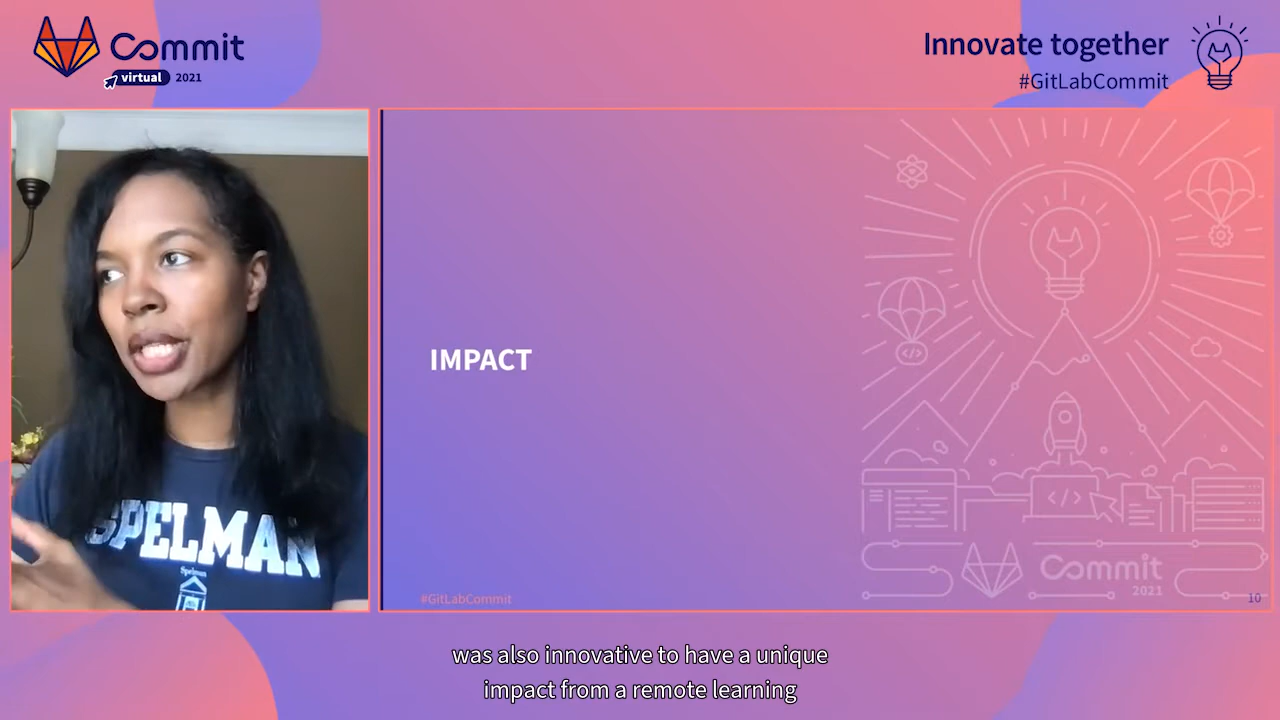 Commit
virtual 2021
Innovate together
#GitLabCommit
SPELMAN
Spelman
IMPACT
</>
</>
Commit
2021
#GitLabCommit
10
was also innovative to have a unique
impact from a remote learning